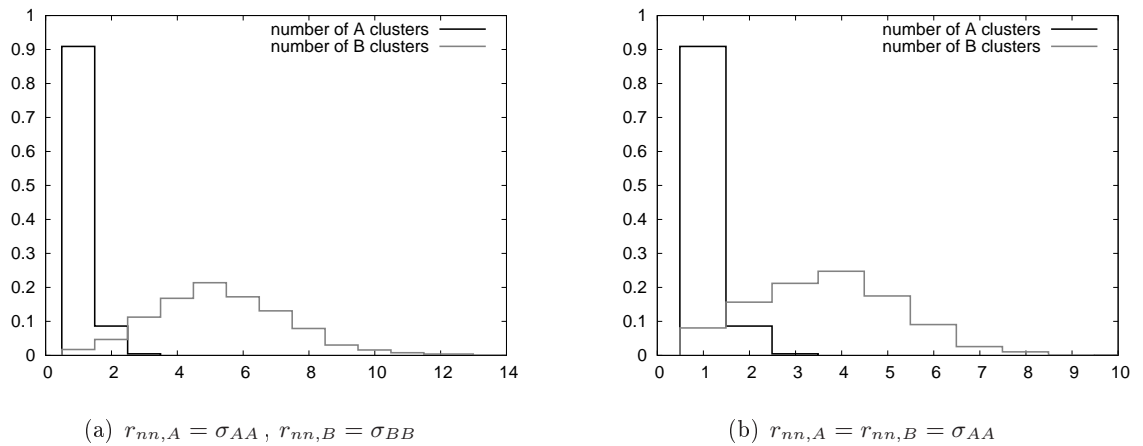 1
0.9
0.8
0.7
0.6
0.5
0.4
0.3
0.2
0.1
0
0 2 4 6 8 10 12 14
number of A clusters
number of B clusters
(a) r_{nn,A} = σ_{AA} , r_{nn,B} = σ_{BB}
1
0.9
0.8
0.7
0.6
0.5
0.4
0.3
0.2
0.1
0
0 1 2 3 4 5 6 7 8 9 10
number of A clusters
number of B clusters
(b) r_{nn,A} = r_{nn,B} = σ_{AA}